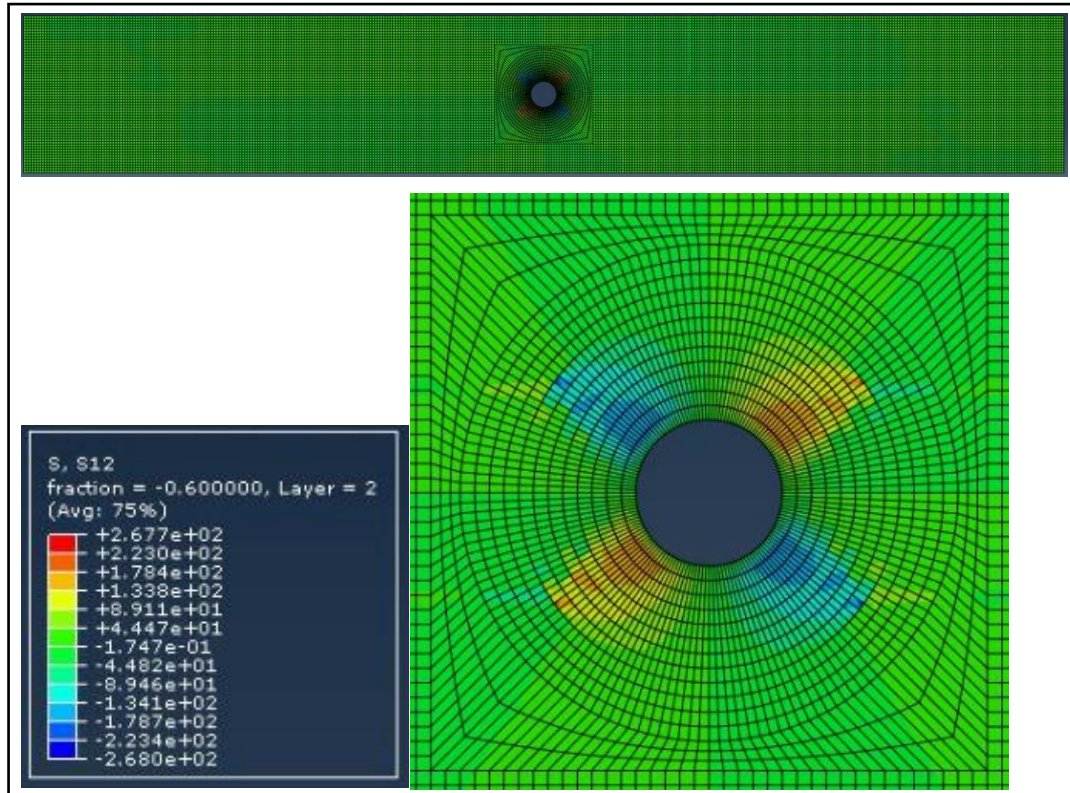 S, S12
fraction = -0.600000, Layer = 2
(Avg: 75%)
+2.677e+02
+2.230e+02
+1.784e+02
+1.338e+02
+8.911e+01
+4.447e+01
-1.747e-01
-4.482e+01
-8.946e+01
-1.341e+02
-1.787e+02
-2.234e+02
-2.680e+02